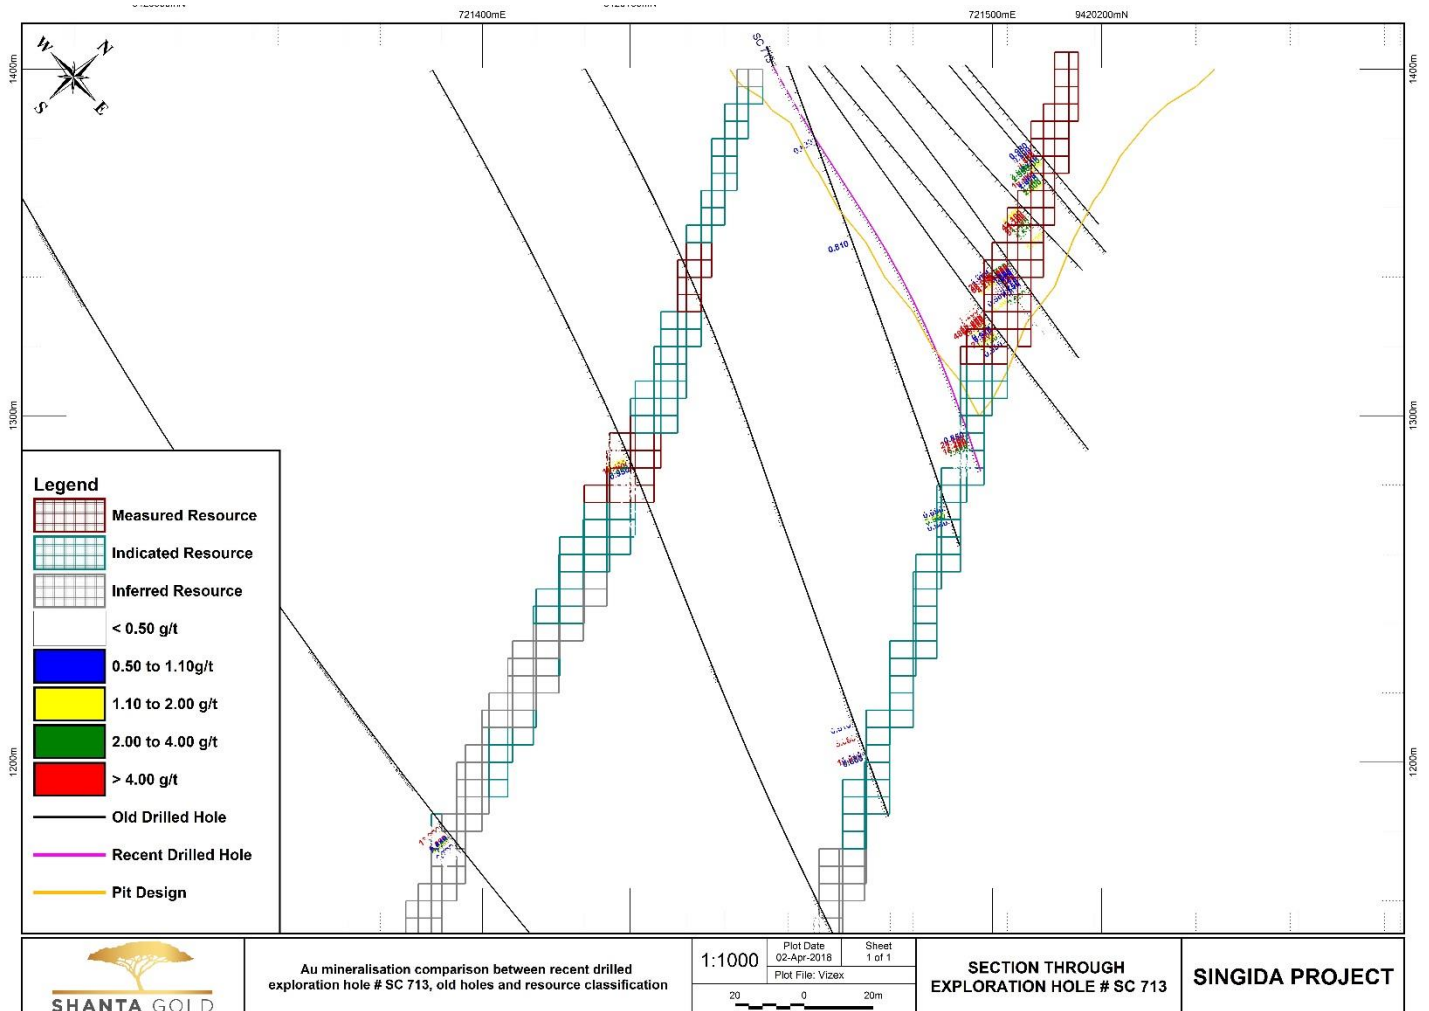 721400mE
721500mE
9420200mN
W
N
S
E
SC 713
1400m
1400m
0.810
1300m
1300m
0.950
1200m
1200m
Legend
Measured Resource
Indicated Resource
Inferred Resource
< 0.50 g/t
0.50 to 1.10g/t
1.10 to 2.00 g/t
2.00 to 4.00 g/t
> 4.00 g/t
Old Drilled Hole
Recent Drilled Hole
Pit Design
SHANTA GOLD
Au mineralisation comparison between recent drilled
exploration hole # SC 713, old holes and resource classification
1:1000
Plot Date
02-Apr-2018
Sheet
1 of 1
Plot File: Vizex
20 0 20m
SECTION THROUGH
EXPLORATION HOLE # SC 713
SINGIDA PROJECT